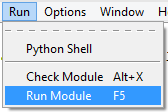 Run Options Window H
Python Shell
Check Module Alt+X
Run Module F5